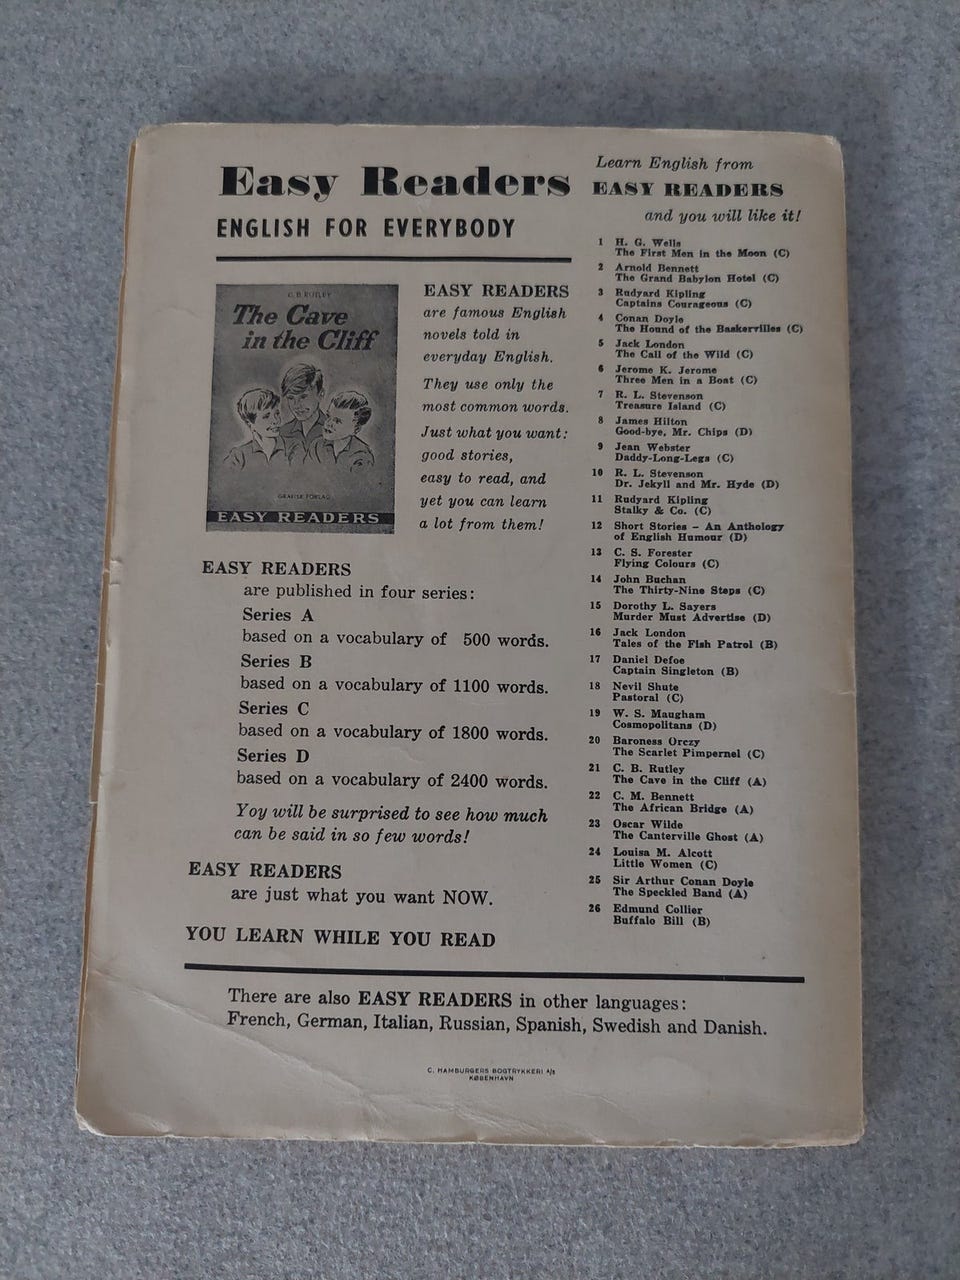 Easy Readers
ENGLISH FOR EVERYBODY
C. B. RUTLEY
The Cave
in the Cliff
GRAFISK FORLAG
EASY READERS
EASY READERS
are famous English
novels told in
everyday English.
They use only the
most common words.
Just what you want:
good stories,
easy to read, and
yet you can learn
a lot from them!
EASY READERS
are published in four series:
Series A
based on a vocabulary of 500 words.
Series B
based on a vocabulary of 1100 words.
Series C
based on a vocabulary of 1800 words.
Series D
based on a vocabulary of 2400 words.
Yoy will be surprised to see how much
can be said in so few words!
EASY READERS
are just what you want NOW.
YOU LEARN WHILE YOU READ
Learn English from
EASY READERS
and you will like it!
1 H. G. Wells
The First Men in the Moon (C)
2 Arnold Bennett
The Grand Babylon Hotel (C)
3 Rudyard Kipling
Captains Courageous (C)
4 Conan Doyle
The Hound of the Baskervilles (C)
5 Jack London
The Call of the Wild (C)
6 Jerome K. Jerome
Three Men in a Boat (C)
7 R. L. Stevenson
Treasure Island (C)
8 James Hilton
Good-bye, Mr. Chips (D)
9 Jean Webster
Daddy-Long-Legs (C)
10 R. L. Stevenson
Dr. Jekyll and Mr. Hyde (D)
11 Rudyard Kipling
Stalky & Co. (C)
12 Short Stories – An Anthology
of English Humour (D)
13 C. S. Forester
Flying Colours (C)
14 John Buchan
The Thirty-Nine Steps (C)
15 Dorothy L. Sayers
Murder Must Advertise (D)
16 Jack London
Tales of the Fish Patrol (B)
17 Daniel Defoe
Captain Singleton (B)
18 Nevil Shute
Pastoral (C)
19 W. S. Maugham
Cosmopolitans (D)
20 Baroness Orczy
The Scarlet Pimpernel (C)
21 C. B. Rutley
The Cave in the Cliff (A)
22 C. M. Bennett
The African Bridge (A)
23 Oscar Wilde
The Canterville Ghost (A)
24 Louisa M. Alcott
Little Women (C)
25 Sir Arthur Conan Doyle
The Speckled Band (A)
26 Edmund Collier
Buffalo Bill (B)
There are also EASY READERS in other languages:
French, German, Italian, Russian, Spanish, Swedish and Danish.
C. HAMBURGERS BOGTRYKKERI A/S
KØBENHAVN